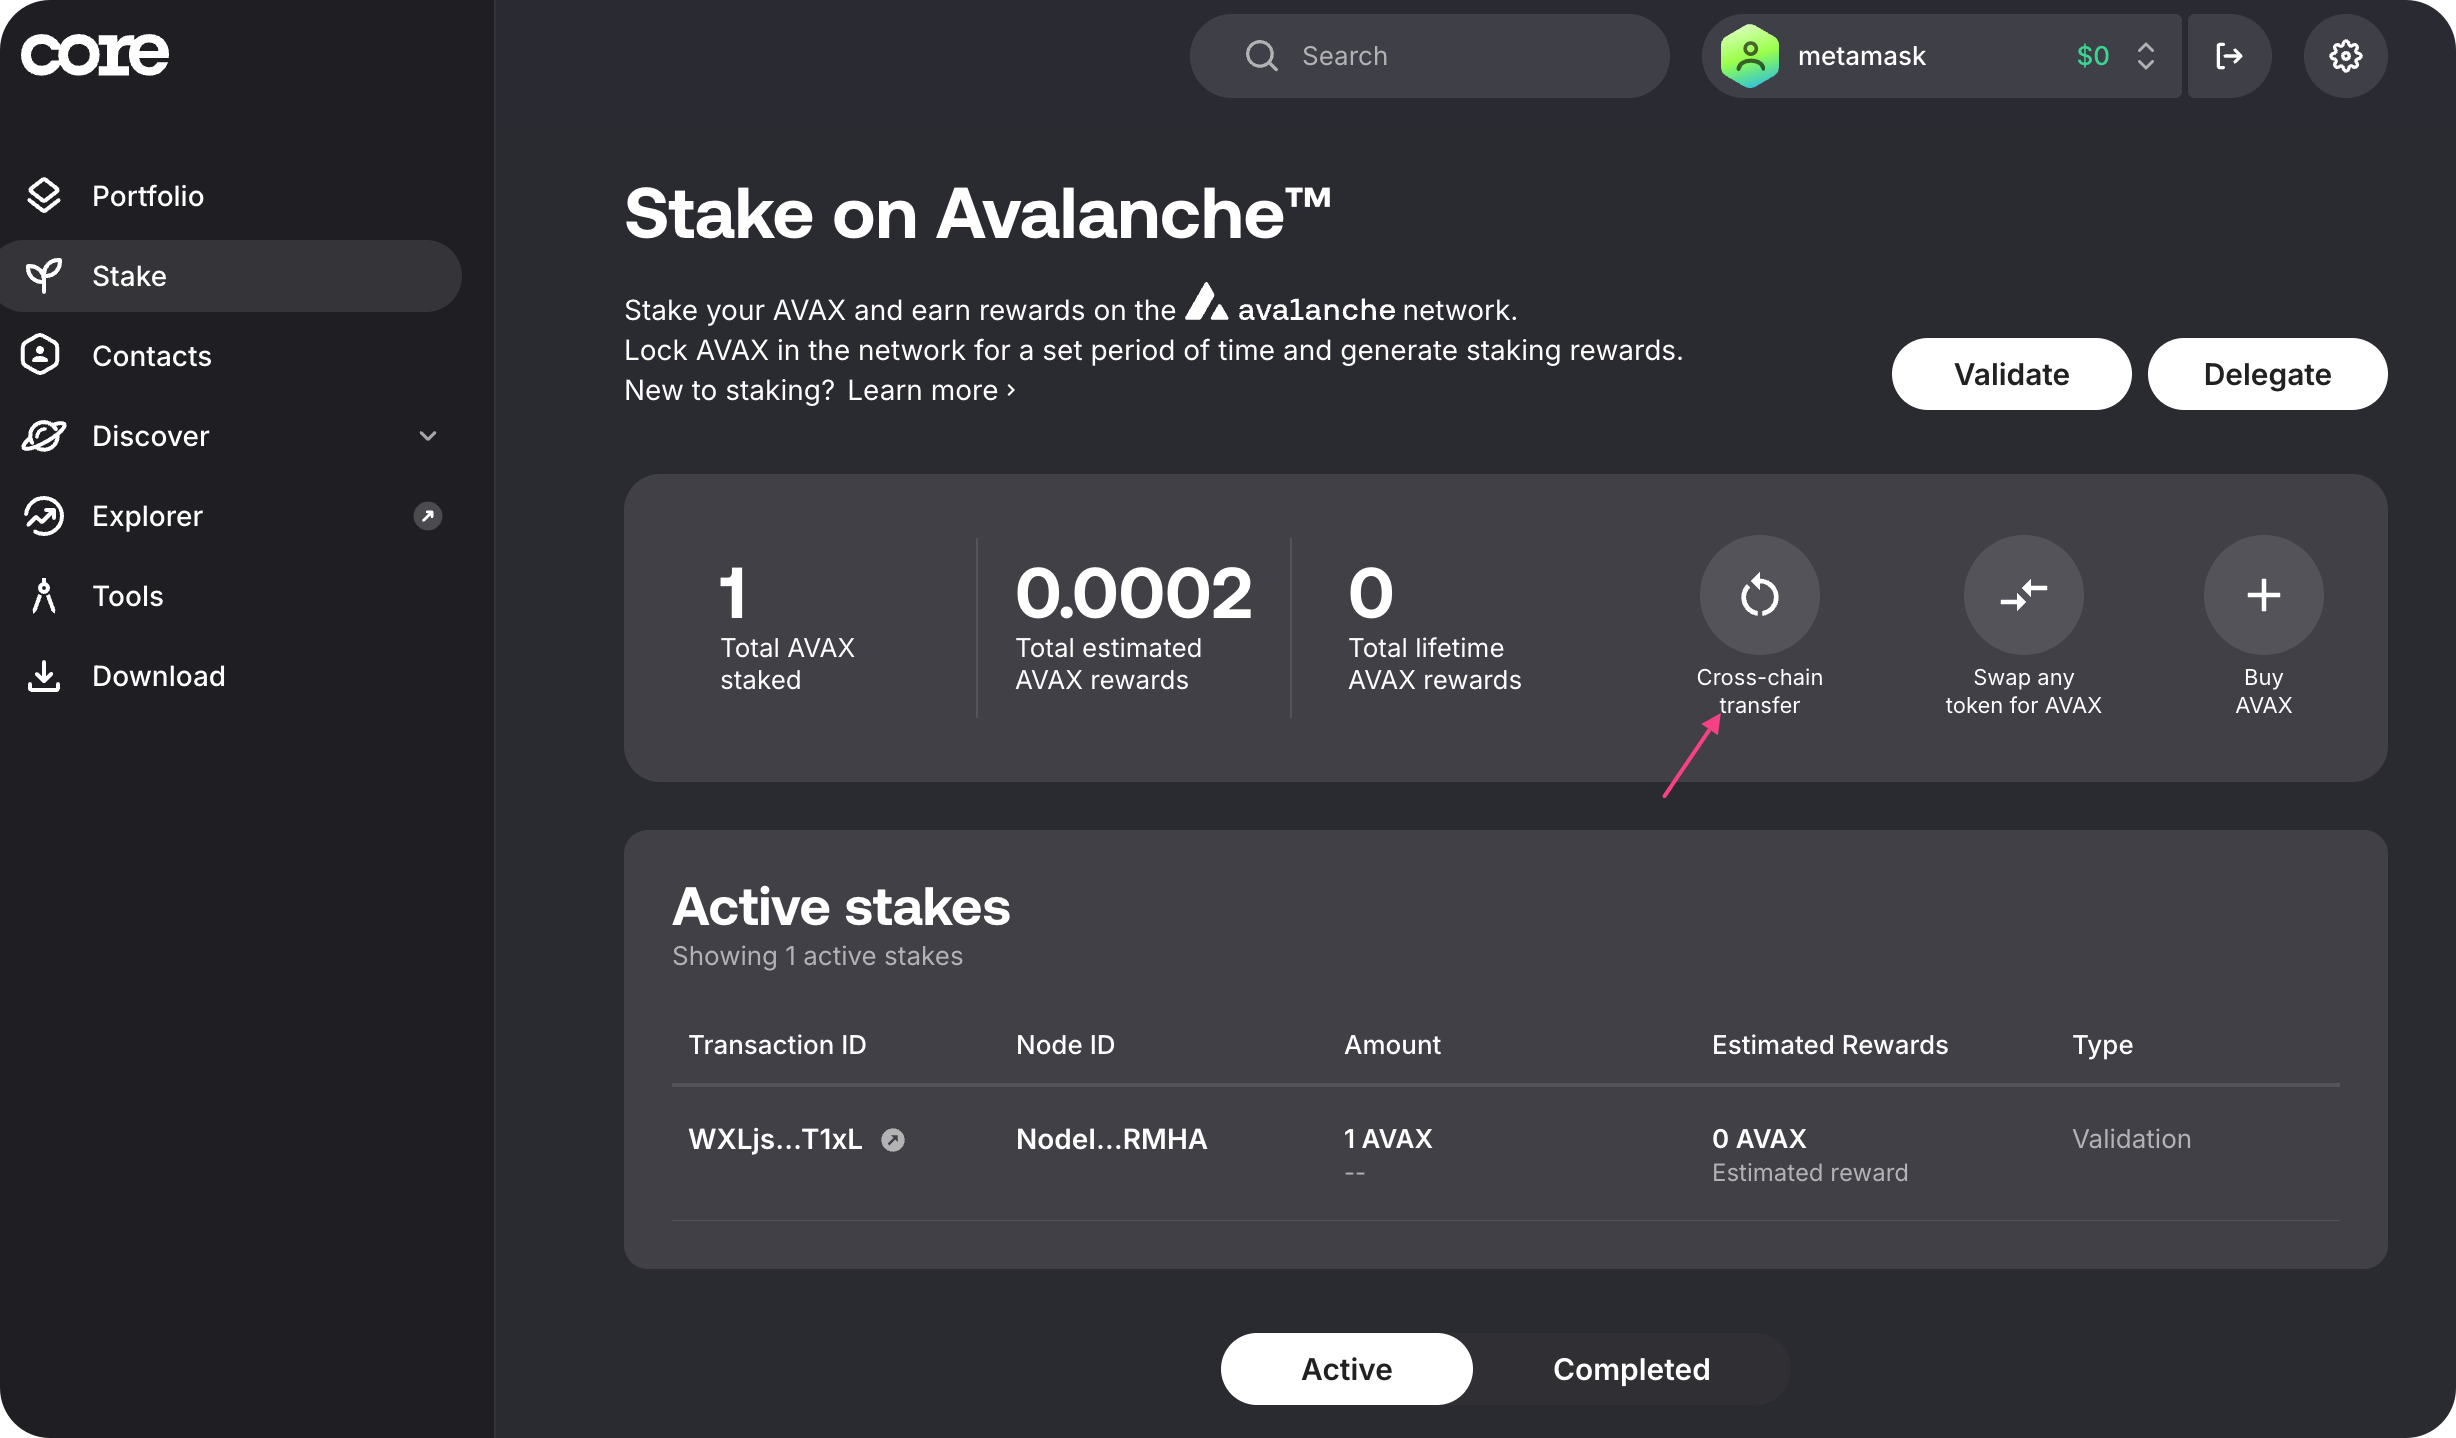 core
Search
metamask
$0
Portfolio
Stake
Contacts
Discover
Explorer
Tools
Download
Stake on Avalanche™
Stake your AVAX and earn rewards on the avalanche network.
Lock AVAX in the network for a set period of time and generate staking rewards.
New to staking? Learn more ›
Validate
Delegate
1
Total AVAX
staked
0.0002
Total estimated
AVAX rewards
0
Total lifetime
AVAX rewards
Cross-chain
transfer
Swap any
token for AVAX
Buy
AVAX
Active stakes
Showing 1 active stakes
Transaction ID Node ID Amount Estimated Rewards Type
WXLjs...T1xL NodeI...RMHA 1 AVAX 0 AVAX Validation
-- Estimated reward
Active
Completed